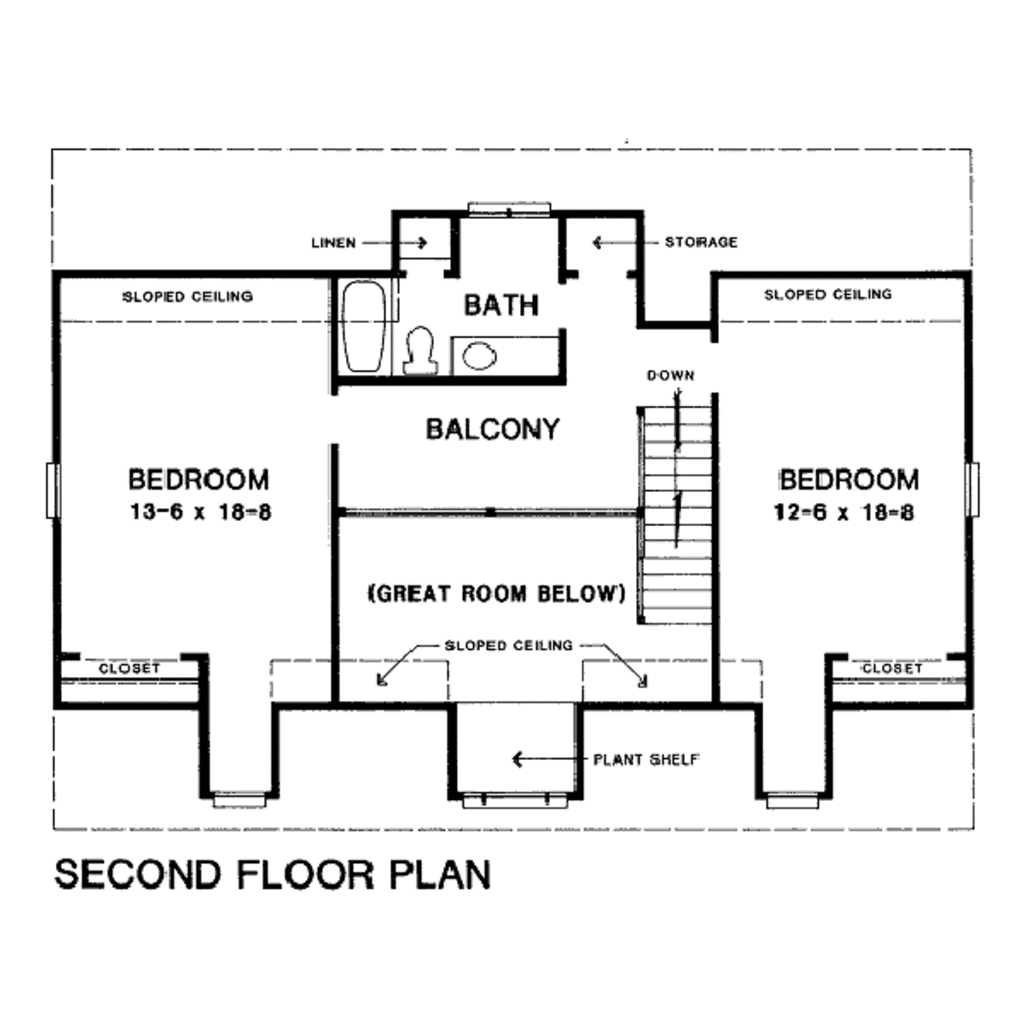 LINEN
STORAGE
SLOPED CEILING
SLOPED CEILING
BATH
DOWN
BALCONY
BEDROOM
13-6 x 18-8
BEDROOM
12-6 x 18-8
(GREAT ROOM BELOW)
SLOPED CEILING
CLOSET
CLOSET
PLANT SHELF
SECOND FLOOR PLAN